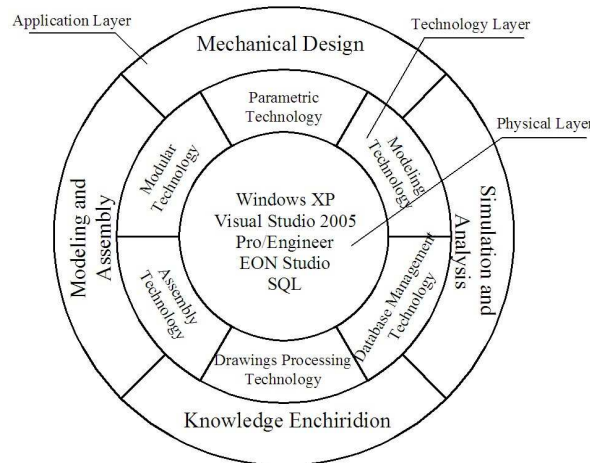 Application Layer
Mechanical Design
Technology Layer
Parametric
Technology
Physical Layer
Modular
Technology
Modeling
Technology
Windows XP
Visual Studio 2005
Pro/Engineer
EON Studio
SQL
Modeling and
Assembly
Simulation and
Analysis
Assembly
Technology
Database Management
Technology
Drawings Processing
Technology
Knowledge Enchiridion